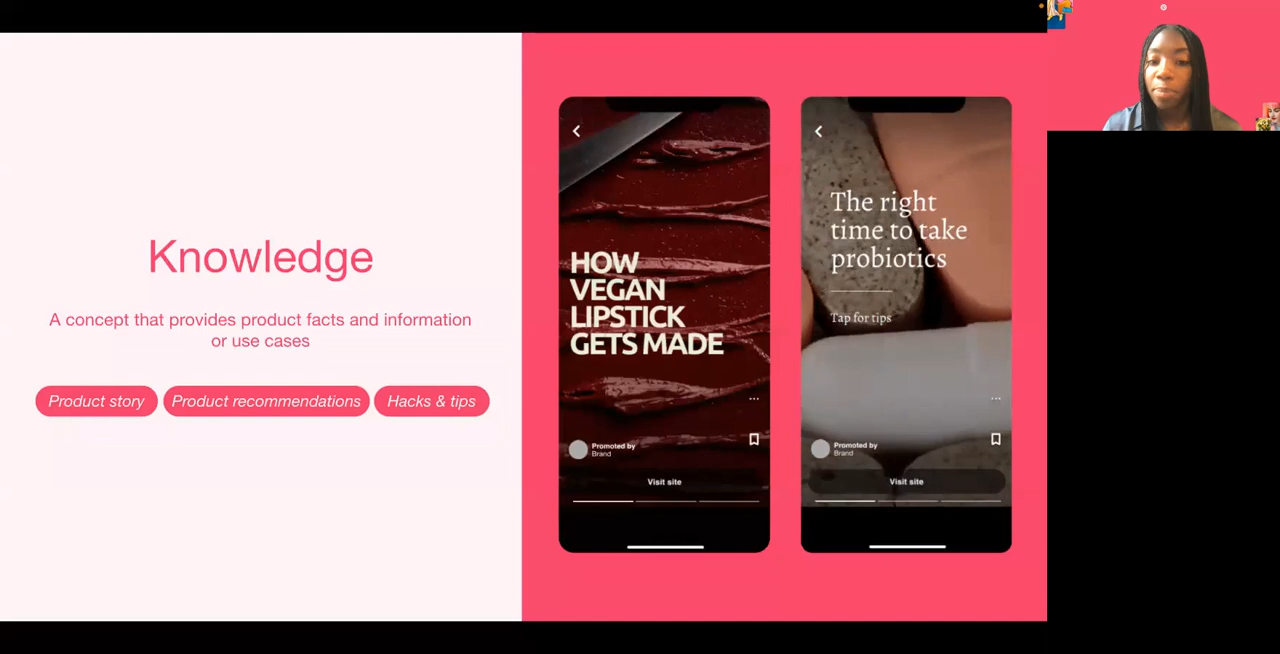 Knowledge
A concept that provides product facts and information
or use cases
Product story
Product recommendations
Hacks & tips
HOW
VEGAN
LIPSTICK
GETS MADE
Promoted by
Brand
Visit site
The right
time to take
probiotics
Tap for tips
Promoted by
Brand
Visit site